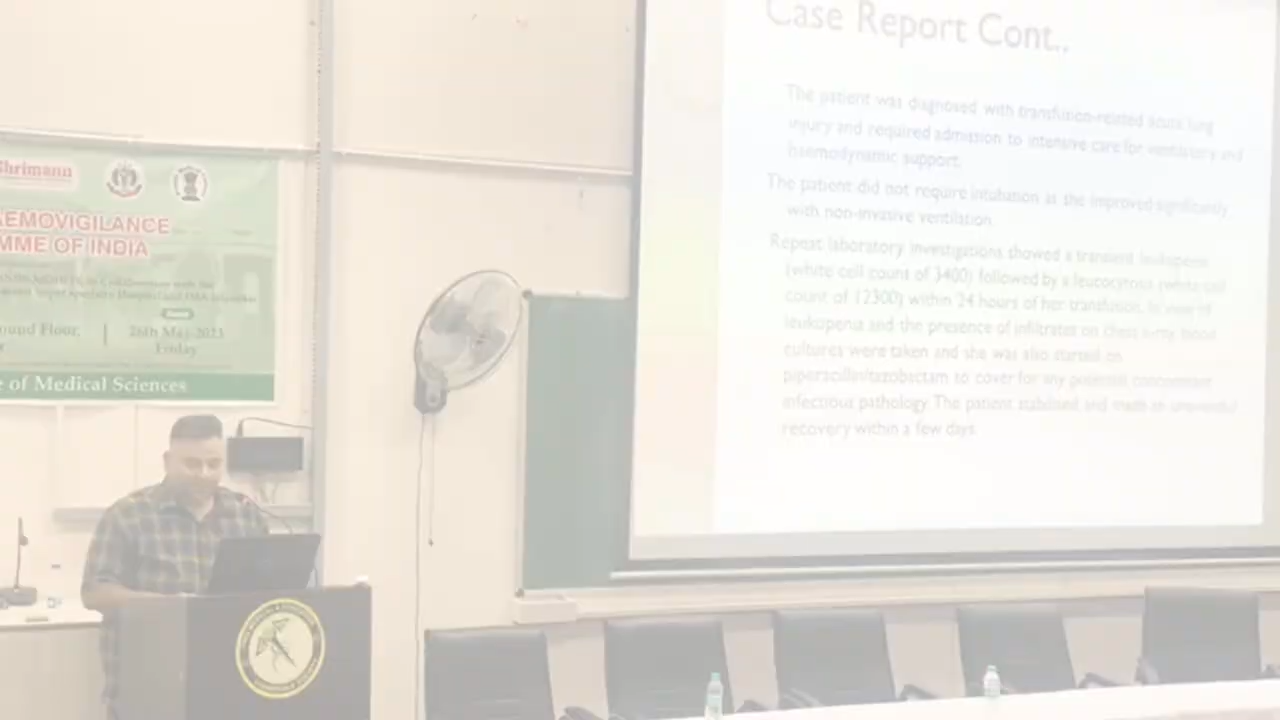 Shrimann
AEMOVIGILANCE
MME OF INDIA
ound Floor,
26th May-2023
Friday
e of Medical Sciences
Case Report Cont..
The patient was diagnosed with transfusion-related acute lung
injury and required admission to intensive care for ventilatory and
haemodynamic support.
The patient did not require intubation as she improved significantly
with non-invasive ventilation.
Repeat laboratory investigations showed a transient leukopenia
(white cell count of 3400) followed by a leucocytosis (white cell
count of 12300) within 24 hours of her transfusion. In view of
leukopenia and the presence of infiltrates on chest x-ray, blood
cultures were taken and she was also started on
piperacillin/tazobactam to cover for any potential concomitant
infectious pathology. The patient stabilised and made an uneventful
recovery within a few days